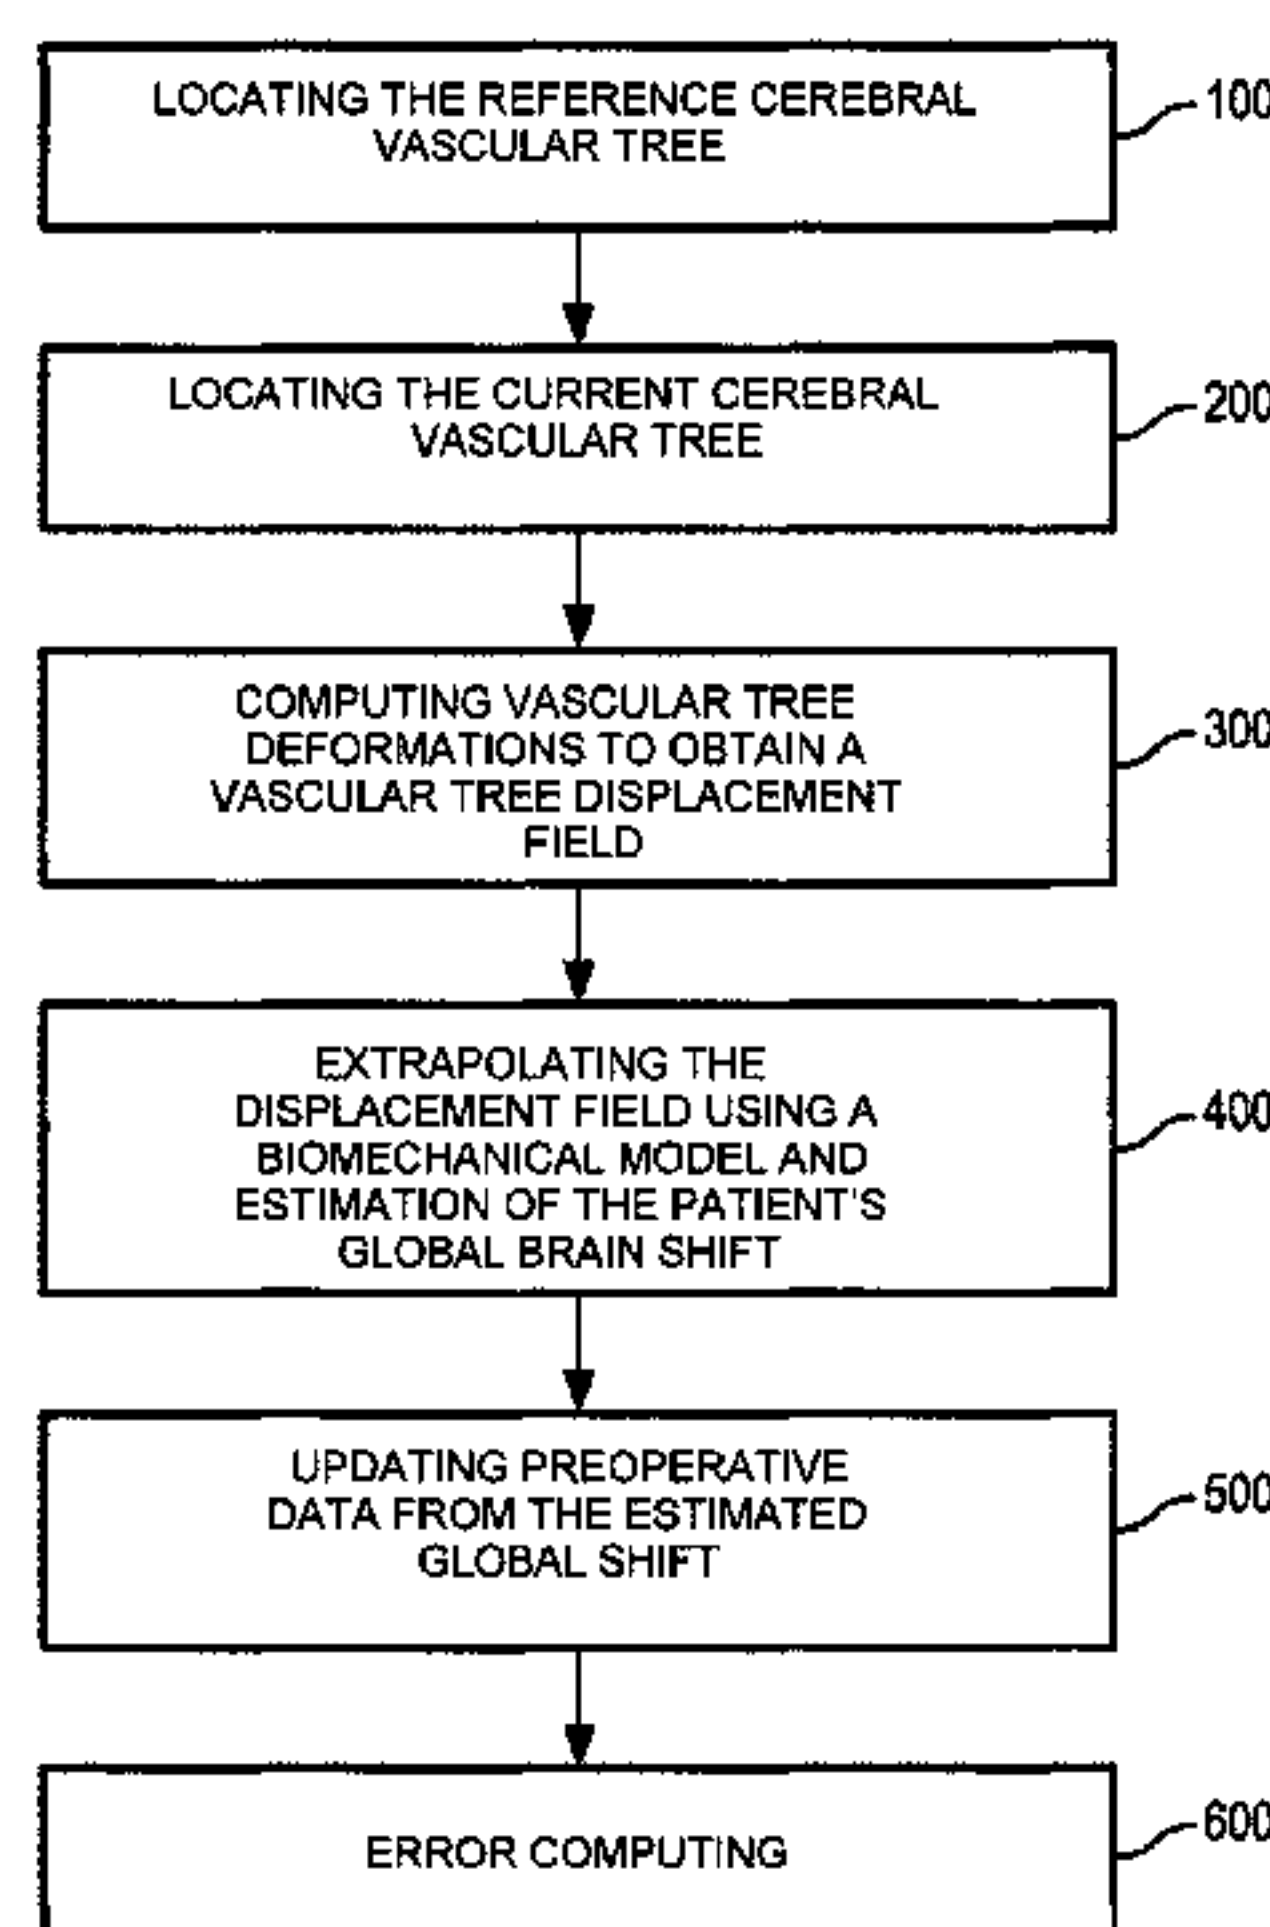 LOCATING THE REFERENCE CEREBRAL
VASCULAR TREE
100
LOCATING THE CURRENT CEREBRAL
VASCULAR TREE
200
COMPUTING VASCULAR TREE
DEFORMATIONS TO OBTAIN A
VASCULAR TREE DISPLACEMENT
FIELD
300
EXTRAPOLATING THE
DISPLACEMENT FIELD USING A
BIOMECHANICAL MODEL AND
ESTIMATION OF THE PATIENT'S
GLOBAL BRAIN SHIFT
400
UPDATING PREOPERATIVE
DATA FROM THE ESTIMATED
GLOBAL SHIFT
500
ERROR COMPUTING
600